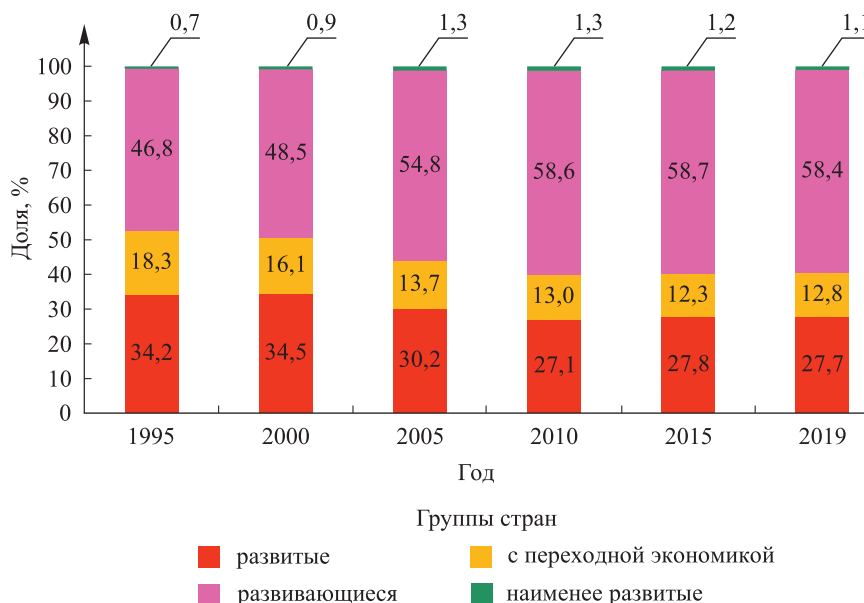 0,7 0,9 1,3 1,3 1,2 1,1
100
90
80
70
60
50
40
30
20
10
0
Доля, %
46,8 48,5 54,8 58,6 58,7 58,4
18,3 16,1 13,7 13,0 12,3 12,8
34,2 34,5 30,2 27,1 27,8 27,7
1995 2000 2005 2010 2015 2019
Год
Группы стран
развитые с переходной экономикой
развивающиеся наименее развитые